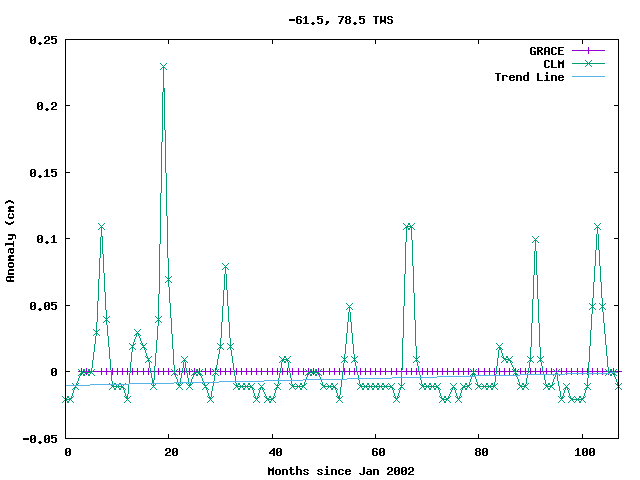 -61.5, 78.5 TWS
GRACE
CLM
Trend Line
0.25
0.2
0.15
0.1
0.05
0
-0.05
Anomaly (cm)
0 20 40 60 80 100
Months since Jan 2002